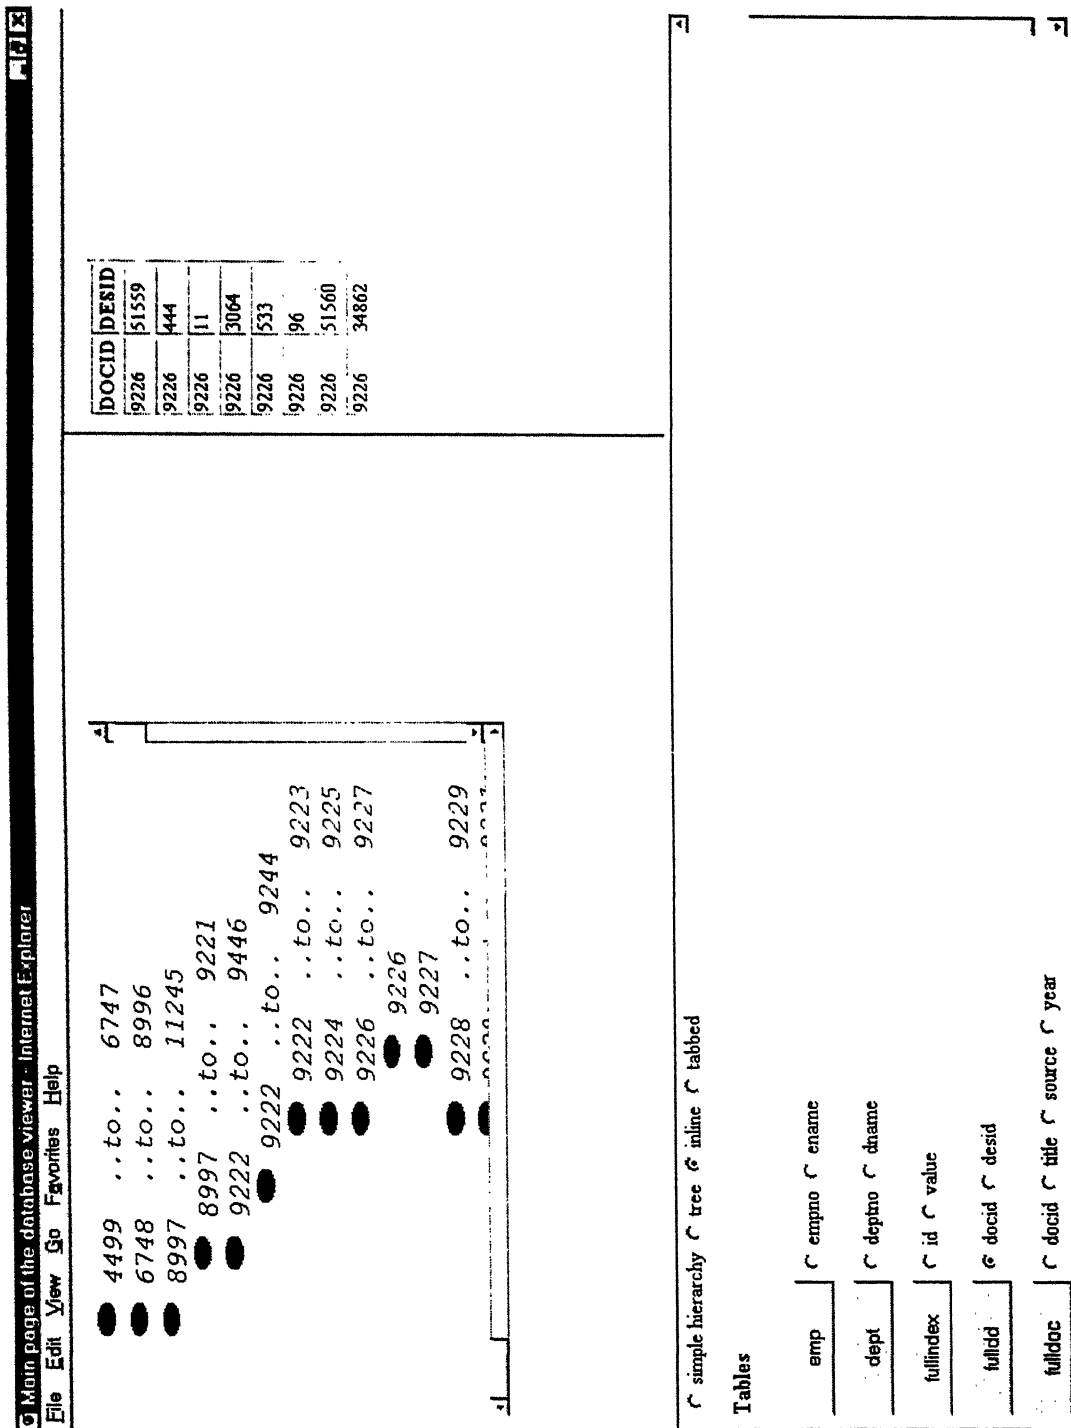 Main page of the database viewer - Internet Explorer
File Edit View Go Favorites Help
4499 ..to.. 6747
6748 ..to.. 8996
8997 ..to.. 11245
8997 ..to.. 9221
9222 ..to.. 9446
9222 ..to.. 9244
9222 ..to.. 9223
9224 ..to.. 9225
9226 ..to.. 9227
9226
9227
9228 ..to.. 9229
DOCID DESID
9226 51559
9226 444
9226 11
9226 3064
9226 533
9226 96
9226 51560
9226 34862
simple hierarchy tree inline tabbed
Tables
emp empno ename
dept deptno dname
fullindex id value
fulldd docid desid
fulldoc docid title source year